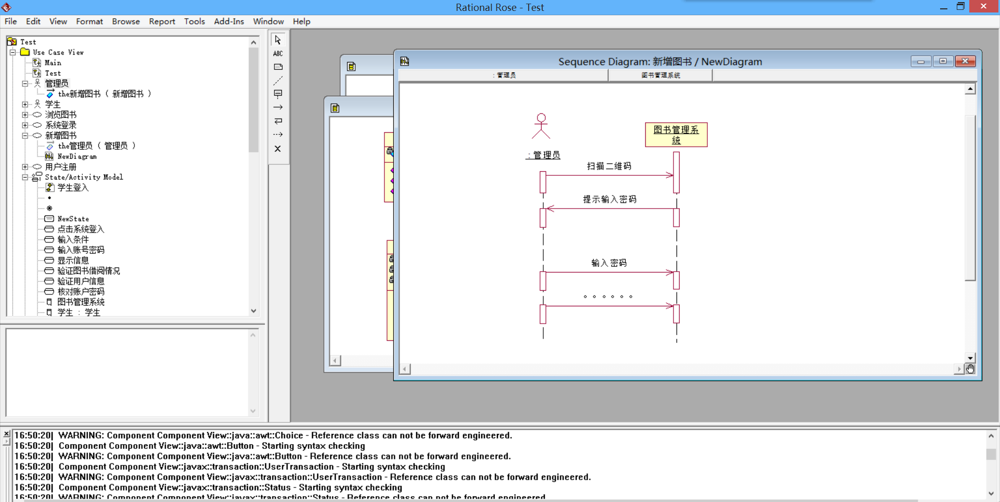 Rational Rose - Test
File Edit View Format Browse Report Tools Add-Ins Window Help
Test
Use Case View
Main
Test
管理员
the新增图书 ( 新增图书 )
学生
浏览图书
系统登录
新增图书
the管理员 ( 管理员 )
NewDiagram
用户注册
State/Activity Model
学生登入
NewState
点击系统登入
输入条件
输入账号密码
显示信息
验证图书借阅情况
验证用户信息
核对账户密码
图书管理系统
学生 : 学生
ABC
Sequence Diagram: 新增图书 / NewDiagram
: 管理员
图书管理系统
图书管理系
统
: 管理员
扫描二维码
提示输入密码
输入密码
。。。。。。
16:50:20| WARNING: Component Component View::java::awt::Choice - Reference class can not be forward engineered.
16:50:20| Component Component View::java::awt::Button - Starting syntax checking
16:50:20| WARNING: Component Component View::java::awt::Button - Reference class can not be forward engineered.
16:50:20| Component Component View::javax::transaction::UserTransaction - Starting syntax checking
16:50:20| WARNING: Component Component View::javax::transaction::UserTransaction - Reference class can not be forward engineered.
16:50:20| Component Component View::javax::transaction::Status - Starting syntax checking
16:50:20| WARNING: Component Component View::javax::transaction::Status - Reference class can not be forward engineered